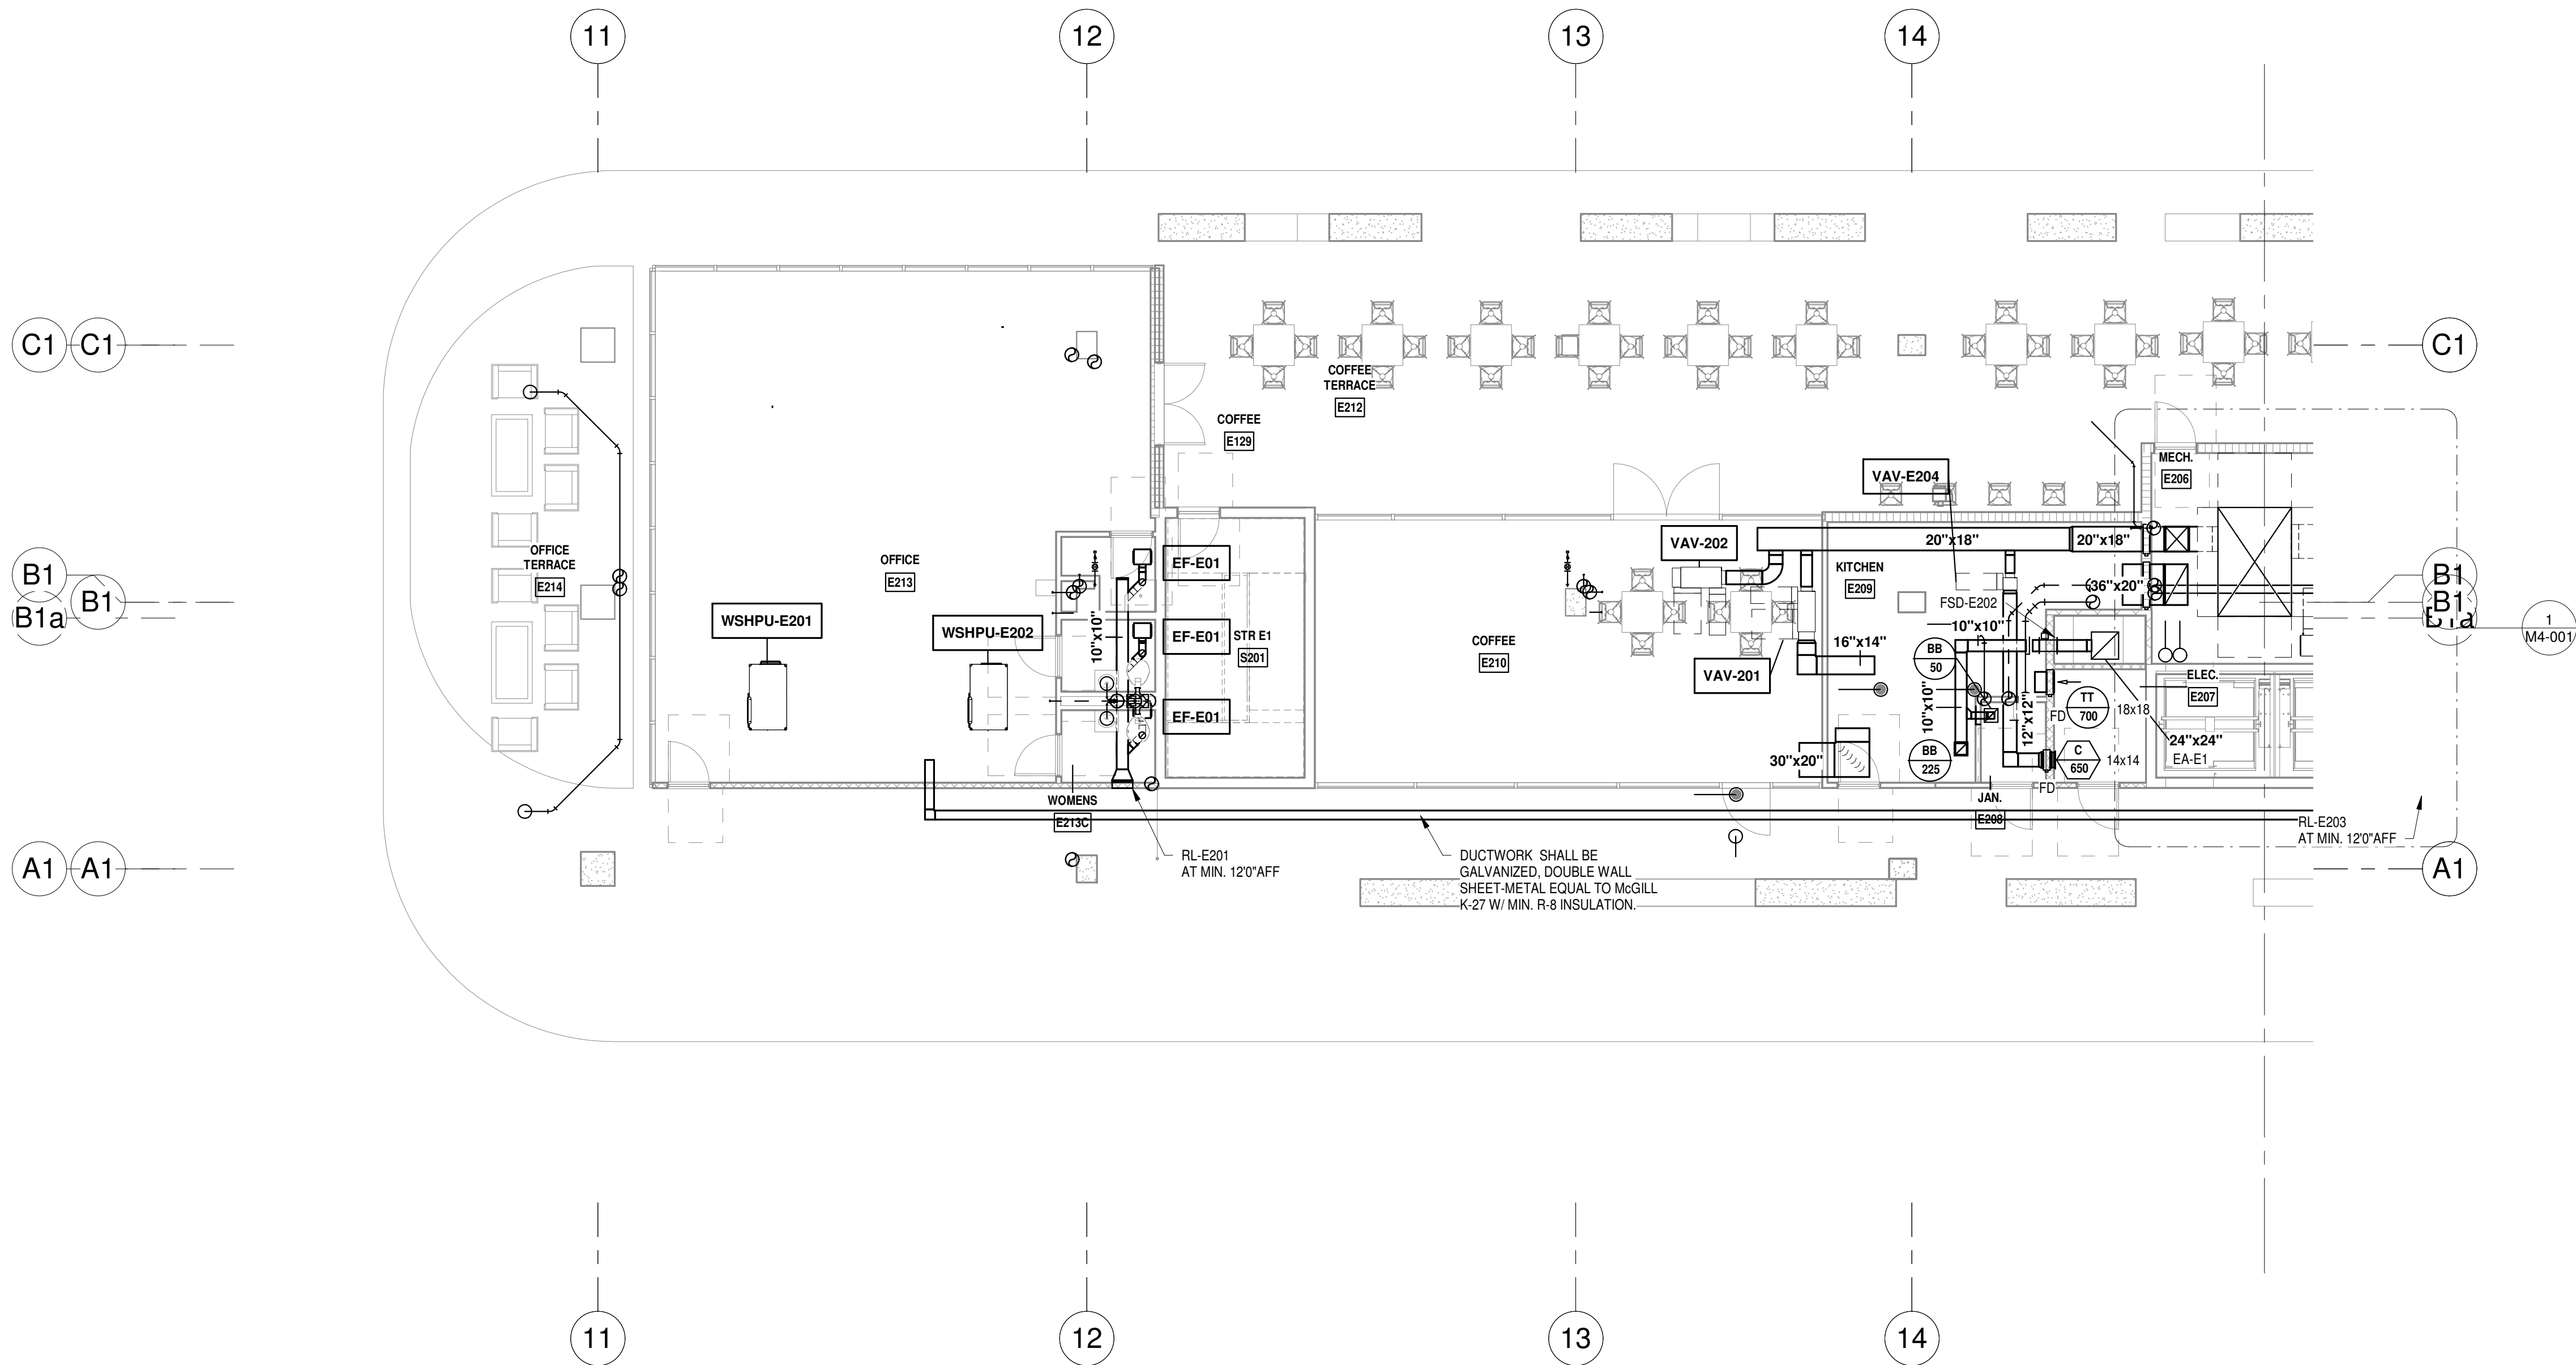 11
12
13
14
C1
C1
C1
COFFEE
TERRACE
E212
COFFEE
E129
MECH.
E206
VAV-E204
OFFICE
TERRACE
E214
OFFICE
E213
EF-E01
VAV-202
20"x18"
20"x18"
KITCHEN
E209
36"x20"
FSD-E202
B1
B1
B1a
B1
B1
1
M4-001
WSHPU-E201
WSHPU-E202
10"x10"
EF-E01
STR E1
S201
COFFEE
E210
16"x14"
10"x10"
BB
50
VAV-201
ELEC.
E207
EF-E01
10"x10"
12"x12"
FD
TT
700
18x18
24"x24"
EA-E1
30"x20"
BB
225
C
650
14x14
FD
WOMENS
E213C
JAN.
E208
RL-E203
AT MIN. 12'0"AFF
RL-E201
AT MIN. 12'0"AFF
DUCTWORK SHALL BE
GALVANIZED, DOUBLE WALL
SHEET-METAL EQUAL TO McGILL
K-27 W/ MIN. R-8 INSULATION.
A1
A1
A1
11
12
13
14